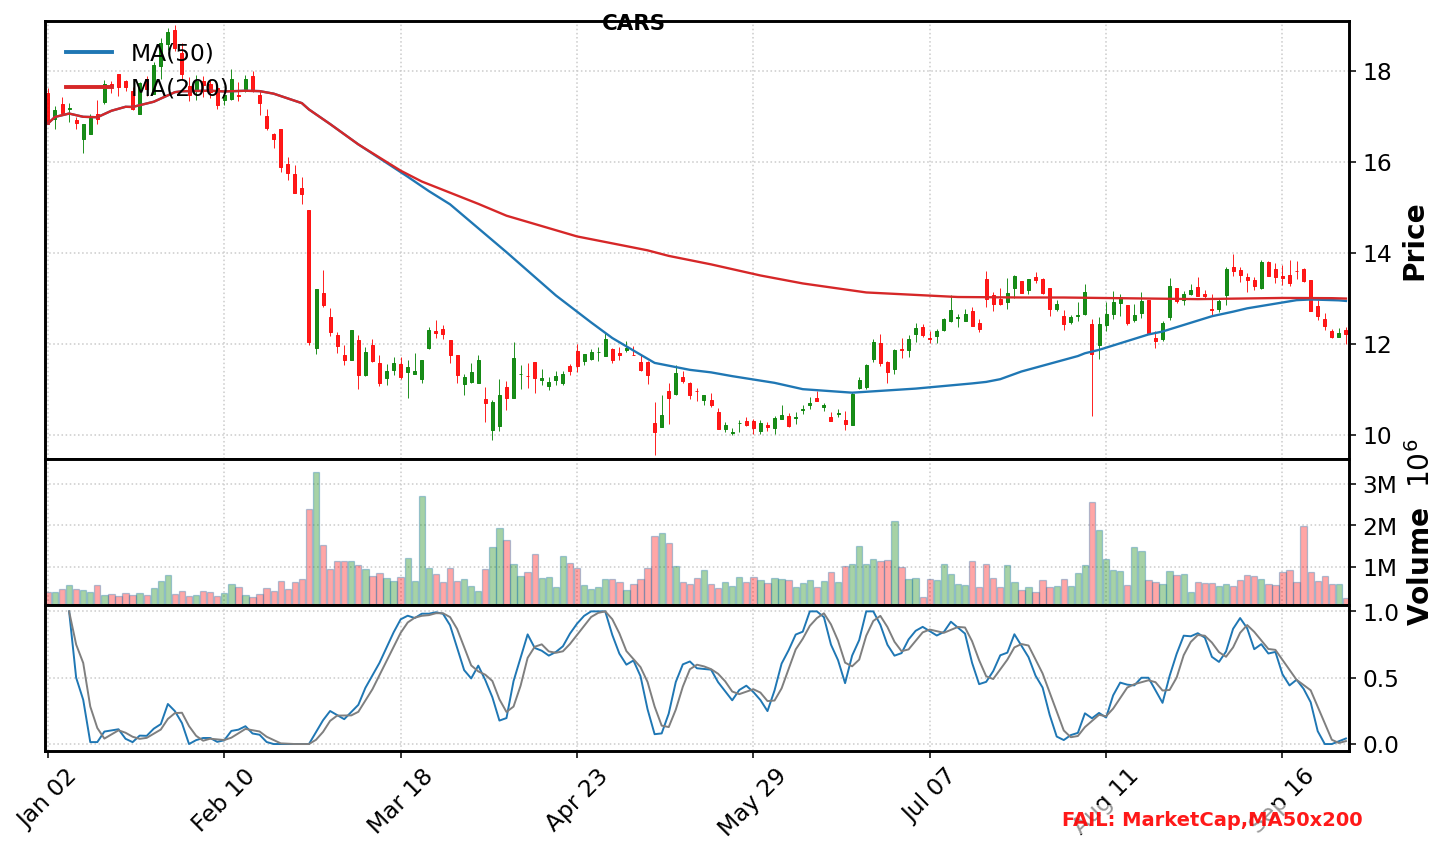 CARS
MA(50)
MA(200)
18
16
14
12
10
Price
3M
2M
1M
Volume 10^6
1.0
0.5
0.0
Jan 02
Feb 10
Mar 18
Apr 23
May 29
Jul 07
Aug 11
Sep 16
FAIL: MarketCap,MA50x200